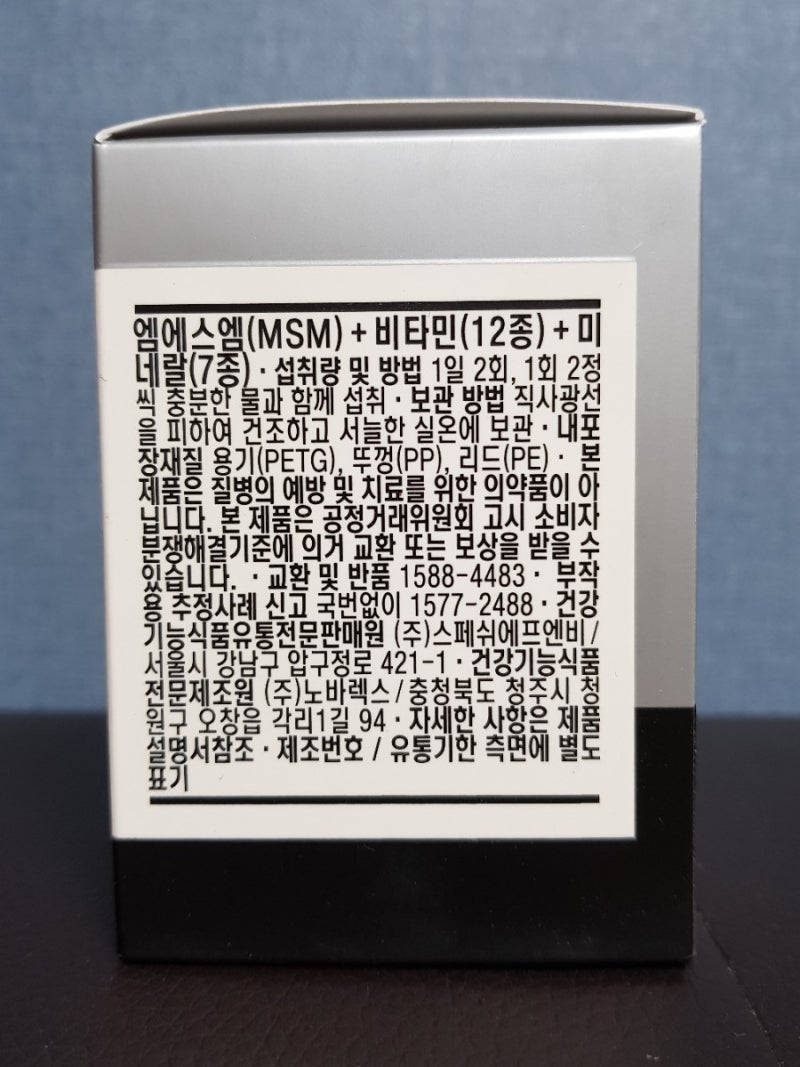 엠에스엠(MSM) + 비타민(12종) + 미
네랄(7종) · 섭취량 및 방법 1일 2회, 1회 2정
씩 충분한 물과 함께 섭취 · 보관 방법 직사광선
을 피하여 건조하고 서늘한 실온에 보관 · 내포
장재질 용기(PETG), 뚜껑(PP), 리드(PE) · 본
제품은 질병의 예방 및 치료를 위한 의약품이 아
닙니다. 본 제품은 공정거래위원회 고시 소비자
분쟁해결기준에 의거 교환 또는 보상을 받을 수
있습니다. · 교환 및 반품 1588-4483 · 부작
용 추정사례 신고 국번없이 1577-2488 · 건강
기능식품유통전문판매원 (주)스페쉬에프엔비/
서울시 강남구 압구정로 421-1 · 건강기능식품
전문제조원 (주)노바렉스/충청북도 청주시 청
원구 오창읍 각리1길 94 · 자세한 사항은 제품
설명서참조 · 제조번호 / 유통기한 측면에 별도
표기